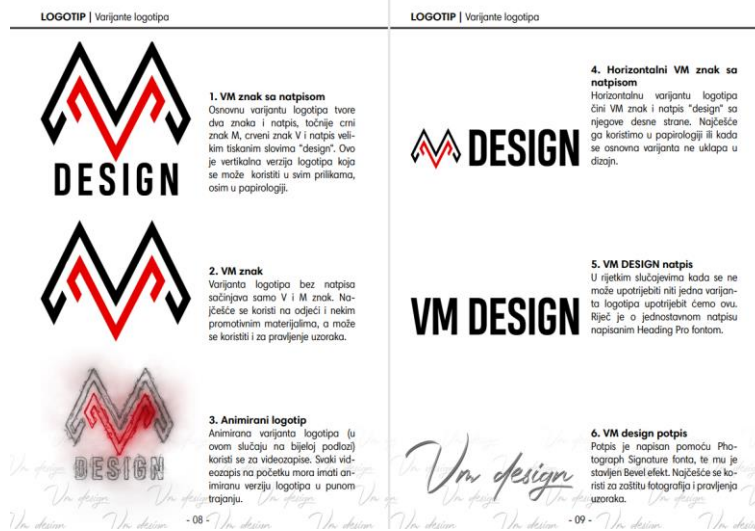 LOGOTIP | Varijante logotipa
DESIGN
1. VM znak sa natpisom
Osnovnu varijantu logotipa tvore
dva znaka i natpis, točnije crni
znak M, crveni znak V i natpis veli-
kim tiskanim slovima "design". Ovo
je vertikalna verzija logotipa koja
se može koristiti u svim prilikama,
osim u papirologiji.
2. VM znak
Varijanta logotipa bez natpisa
sačinjava samo V i M znak. Na-
jčešće se koristi na odjeći i nekim
promotivnim materijalima, a može
se koristiti i za pravljenje uzoraka.
DESIGN
3. Animirani logotip
Animirana varijanta logotipa (u
ovom slučaju na bijeloj podlozi)
koristi se za videozapise. Svaki vid-
eozapis na početku mora imati an-
imiranu verziju logotipa u punom
trajanju.
- 08 -
LOGOTIP | Varijante logotipa
DESIGN
4. Horizontalni VM znak sa
natpisom
Horizontalnu varijantu logotipa
čini VM znak i natpis "design" sa
njegove desne strane. Najčešće
ga koristimo u papirologiji ili kada
se osnovna varijanta ne uklapa u
dizajn.
VM DESIGN
5. VM DESIGN natpis
U rijetkim slučajevima kada se ne
može upotrijebiti niti jedna varijan-
ta logotipa upotrijebit ćemo ovu.
Riječ je o jednostavnom natpisu
napisanim Heading Pro fontom.
Vm design
6. VM design potpis
Potpis je napisan pomoću Pho-
tograph Signature fonta, te mu je
stavljen Bevel efekt. Najčešće se ko-
risti za zaštitu fotografija i pravljenja
uzoraka.
- 09 -